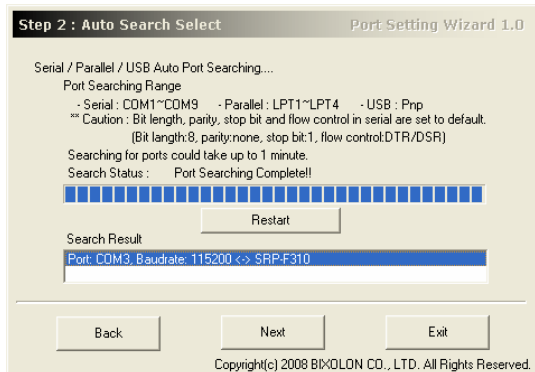 Step 2 : Auto Search Select Port Setting Wizard 1.0
Serial / Parallel / USB Auto Port Searching....
Port Searching Range
- Serial : COM1~COM9 - Parallel : LPT1~LPT4 - USB : Pnp
** Caution : Bit length, parity, stop bit and flow control in serial are set to default.
(Bit length:8, parity:none, stop bit:1, flow control:DTR/DSR)
Searching for ports could take up to 1 minute.
Search Status : Port Searching Complete!!
Restart
Search Result
Port: COM3, Baudrate: 115200 <-> SRP-F310
Back Next Exit
Copyright(c) 2008 BIXOLON CO., LTD. All Rights Reserved.